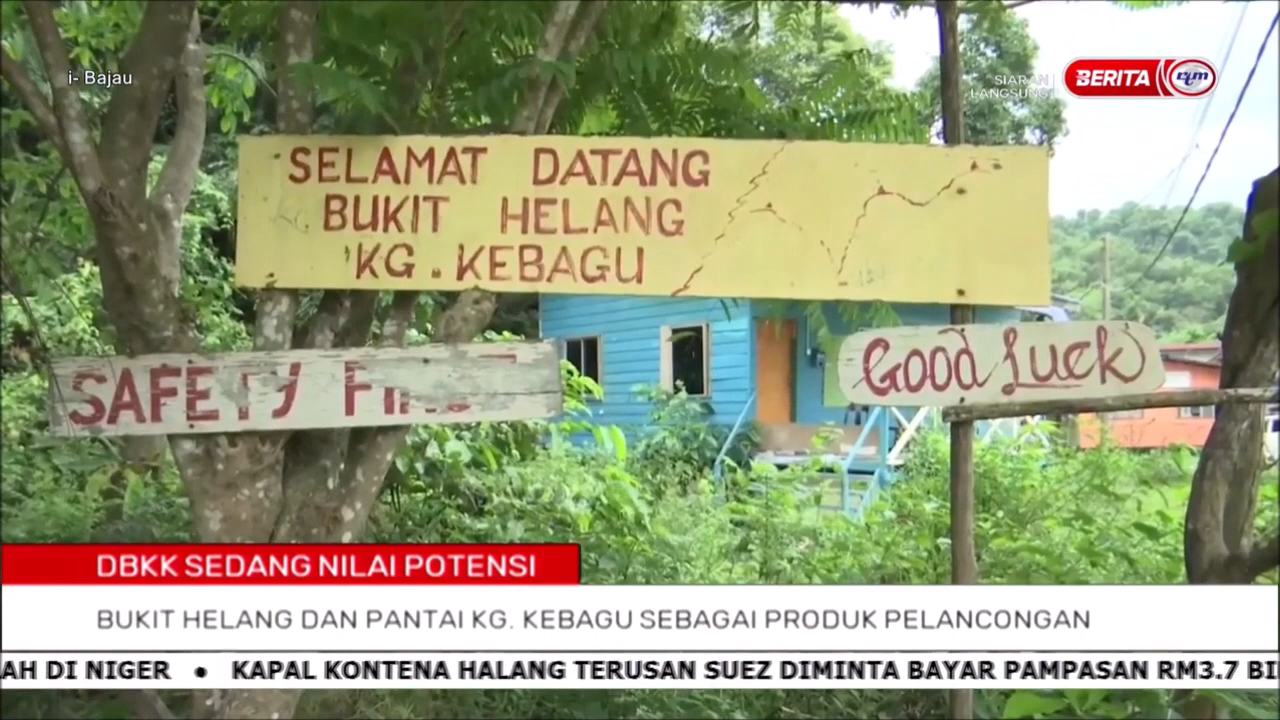 i- Bajau
SIARAN
LANGSUNG
BERITA rtm
SELAMAT DATANG
BUKIT HELANG
KG. KEBAGU
SAFETY FIRST
Good Luck
DBKK SEDANG NILAI POTENSI
BUKIT HELANG DAN PANTAI KG. KEBAGU SEBAGAI PRODUK PELANCONGAN
AH DI NIGER • KAPAL KONTENA HALANG TERUSAN SUEZ DIMINTA BAYAR PAMPASAN RM3.7 BI